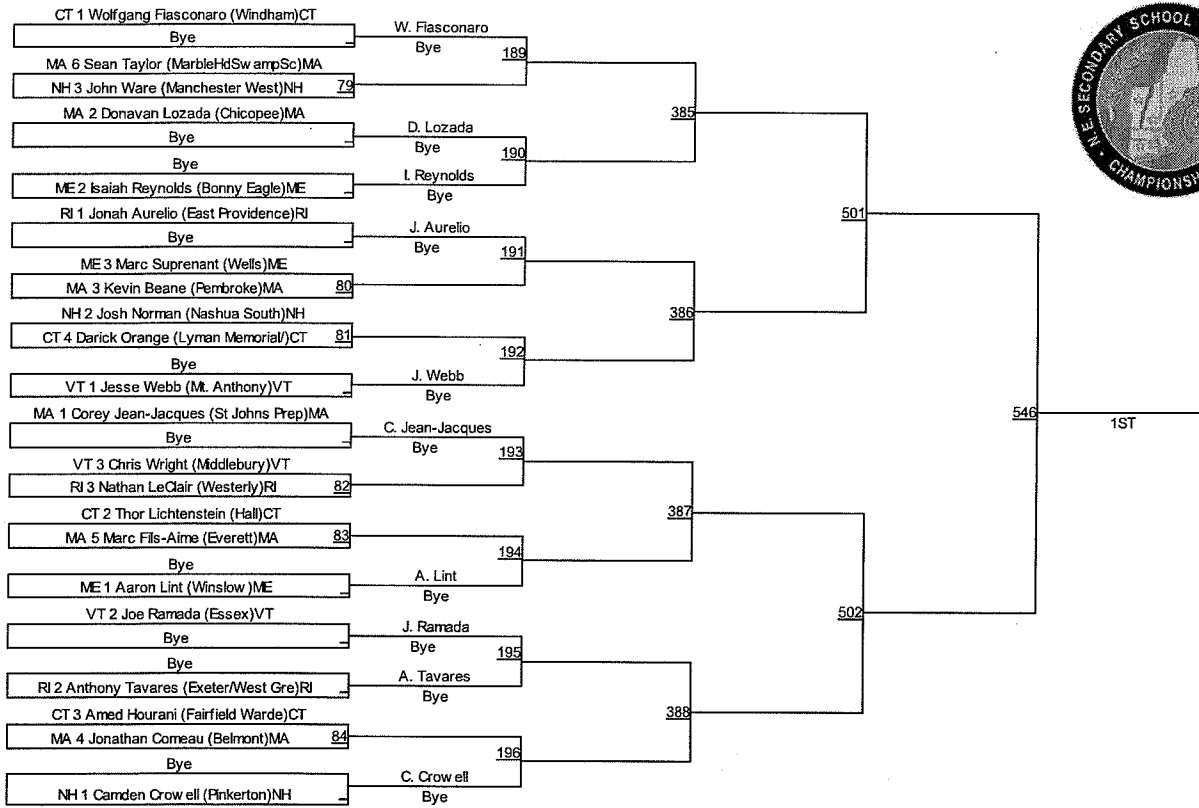 CT 1 Wolfgang Fiasconaro (Windham)CT
Bye
W. Fiasconaro
Bye
189
MA 6 Sean Taylor (MarbleHdSwampSc)MA
NH 3 John Ware (Manchester West)NH 79
385
MA 2 Donavan Lozada (Chicopee)MA
Bye
D. Lozada
Bye
190
Bye
ME 2 Isaiah Reynolds (Bonny Eagle)ME
I. Reynolds
Bye
501
RI 1 Jonah Aurelio (East Providence)RI
Bye
J. Aurelio
Bye
191
ME 3 Marc Suprenant (Wells)ME
MA 3 Kevin Beane (Pembroke)MA 80
386
NH 2 Josh Norman (Nashua South)NH
CT 4 Darick Orange (Lyman Memorial/)CT 81
192
Bye
VT 1 Jesse Webb (Mt. Anthony)VT
J. Webb
Bye
546
1ST
MA 1 Corey Jean-Jacques (St Johns Prep)MA
Bye
C. Jean-Jacques
Bye
193
VT 3 Chris Wright (Middlebury)VT
RI 3 Nathan LeClair (Westerly)RI 82
387
CT 2 Thor Lichtenstein (Hall)CT
MA 5 Marc Fils-Aime (Everett)MA 83
194
Bye
ME 1 Aaron Lint (Winslow)ME
A. Lint
Bye
502
VT 2 Joe Ramada (Essex)VT
Bye
J. Ramada
Bye
195
Bye
RI 2 Anthony Tavares (Exeter/West Gre)RI
A. Tavares
Bye
388
CT 3 Amed Hourani (Fairfield Warde)CT
MA 4 Jonathan Comeau (Belmont)MA 84
196
Bye
NH 1 Camden Crowell (Pinkerton)NH
C. Crowell
Bye
N.E. SECONDARY SCHOOL
CHAMPIONSH